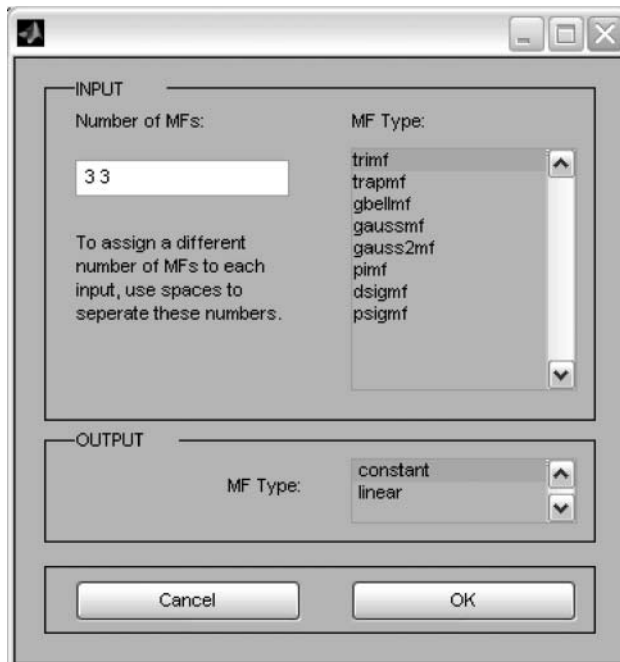 INPUT
Number of MFs:
3 3
To assign a different
number of MFs to each
input, use spaces to
seperate these numbers.
MF Type:
trimf
trapmf
gbellmf
gaussmf
gauss2mf
pimf
dsigmf
psigmf
OUTPUT
MF Type:
constant
linear
Cancel
OK